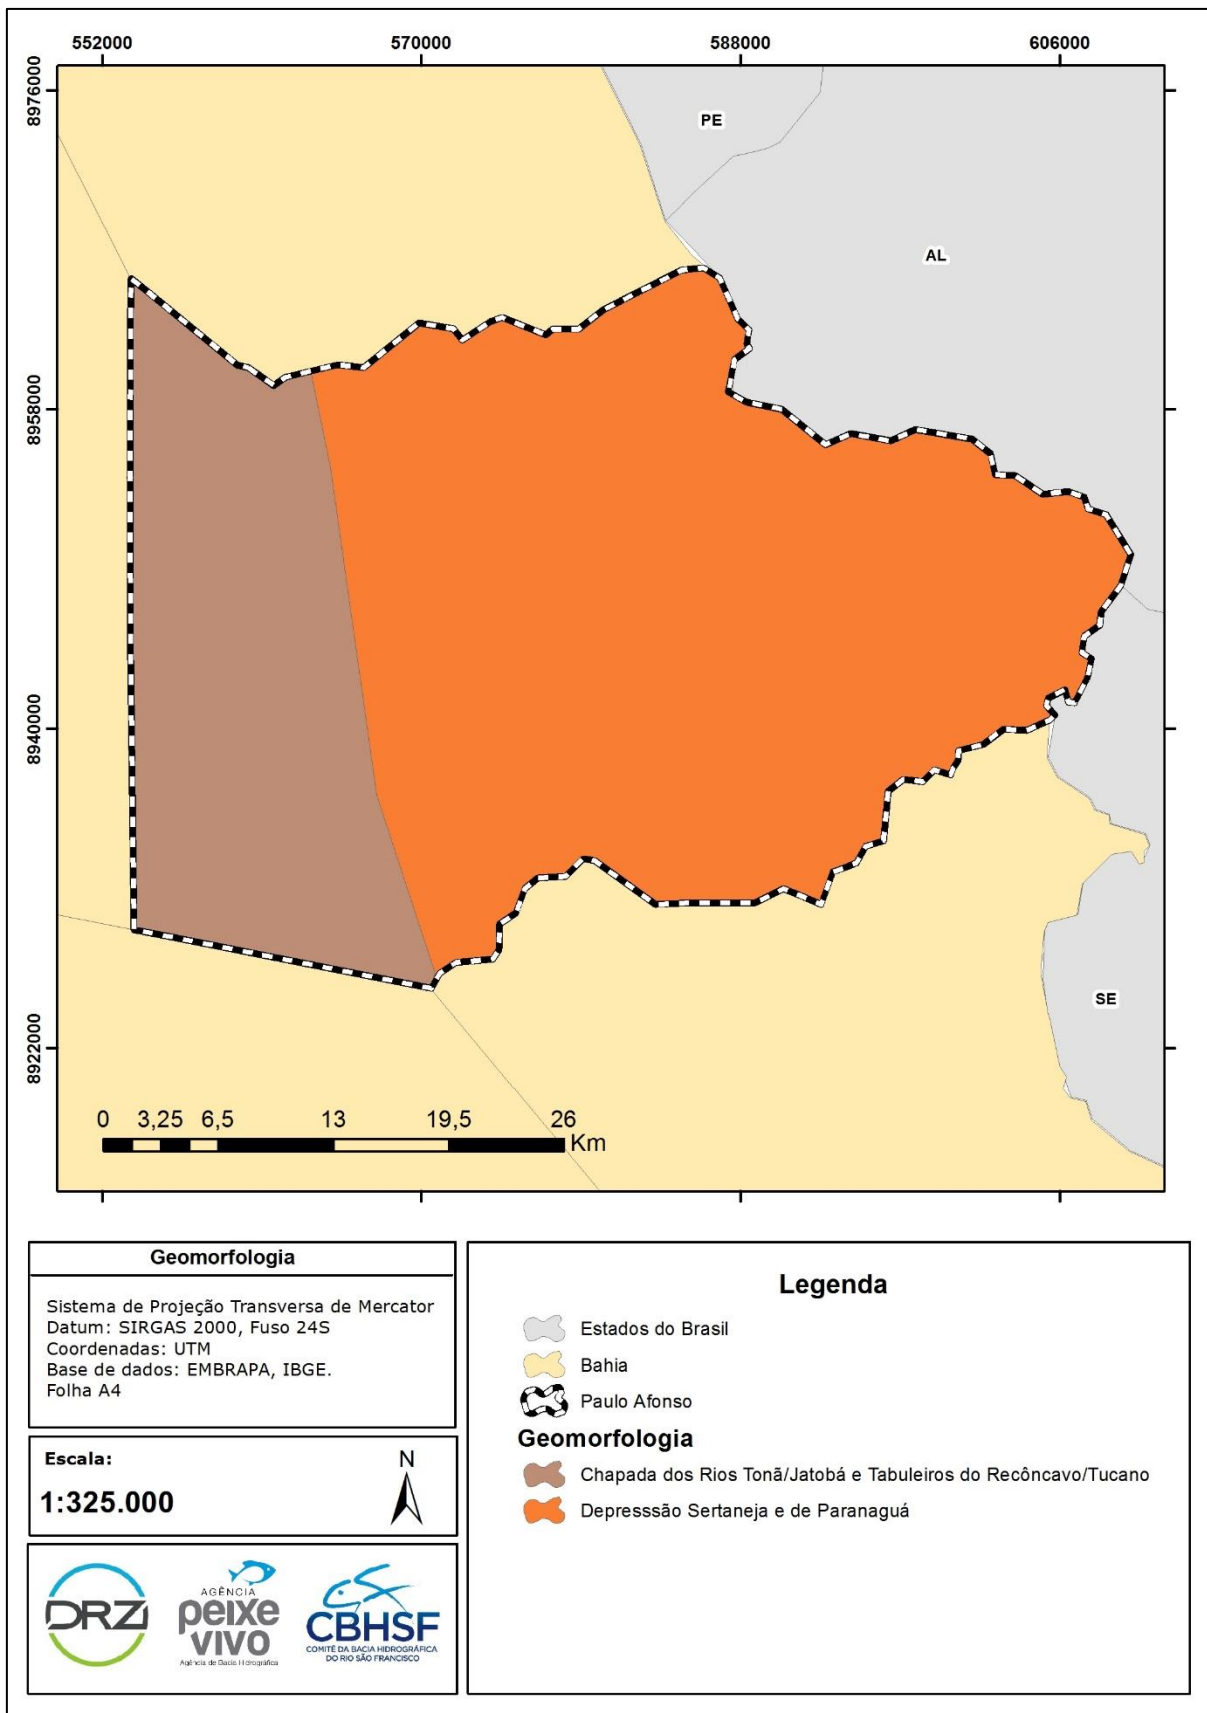 552000 570000 588000 606000
8976000
8958000
8940000
8922000
PE
AL
SE
0 3,25 6,5 13 19,5 26
Km
Geomorfologia
Sistema de Projeção Transversa de Mercator
Datum: SIRGAS 2000, Fuso 24S
Coordenadas: UTM
Base de dados: EMBRAPA, IBGE.
Folha A4
Escala:
1:325.000
N
DRZ
AGÊNCIA
peixe
vivo
Agência de Bacia Hidrográfica
CBHSF
COMITÊ DA BACIA HIDROGRÁFICA
DO RIO SÃO FRANCISCO
Legenda
Estados do Brasil
Bahia
Paulo Afonso
Geomorfologia
Chapada dos Rios Tonã/Jatobá e Tabuleiros do Recôncavo/Tucano
Depresssão Sertaneja e de Paranaguá